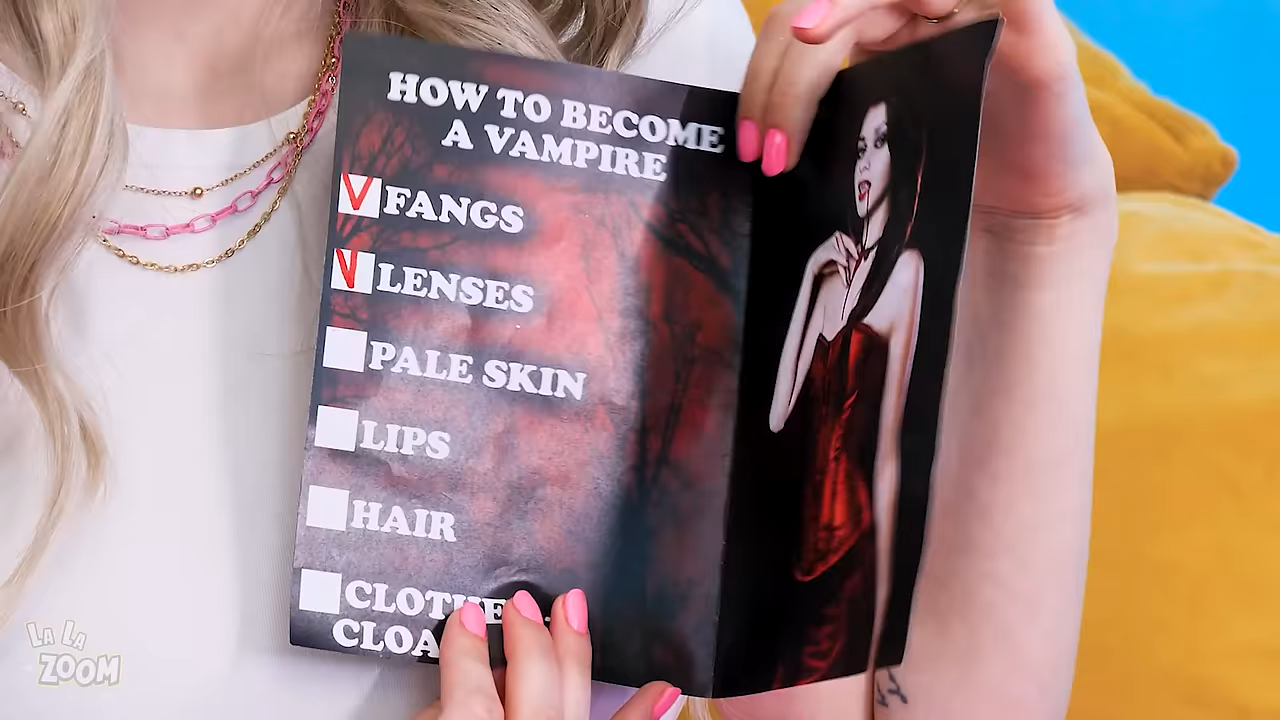 HOW TO BECOME
A VAMPIRE
FANGS
LENSES
PALE SKIN
LIPS
HAIR
LA LA
ZOOM